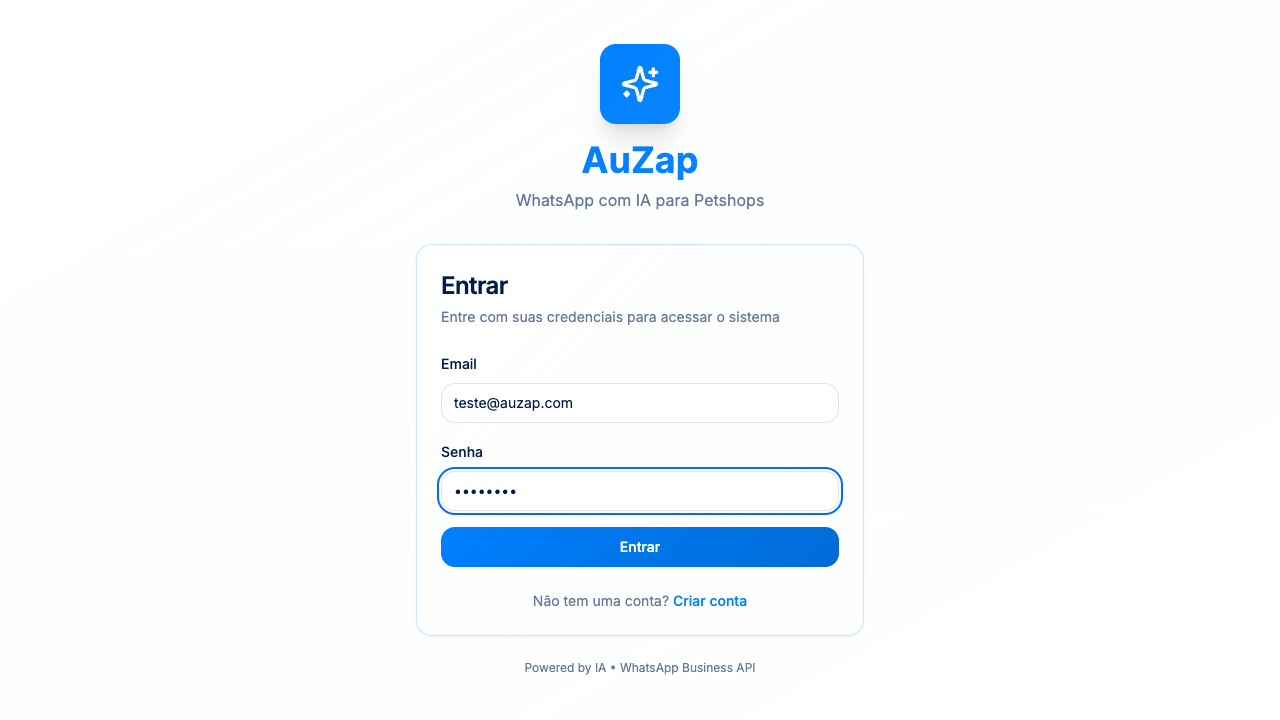 AuZap
WhatsApp com IA para Petshops
Entrar
Entre com suas credenciais para acessar o sistema
Email
teste@auzap.com
Senha
••••••••
Entrar
Não tem uma conta? Criar conta
Powered by IA • WhatsApp Business API